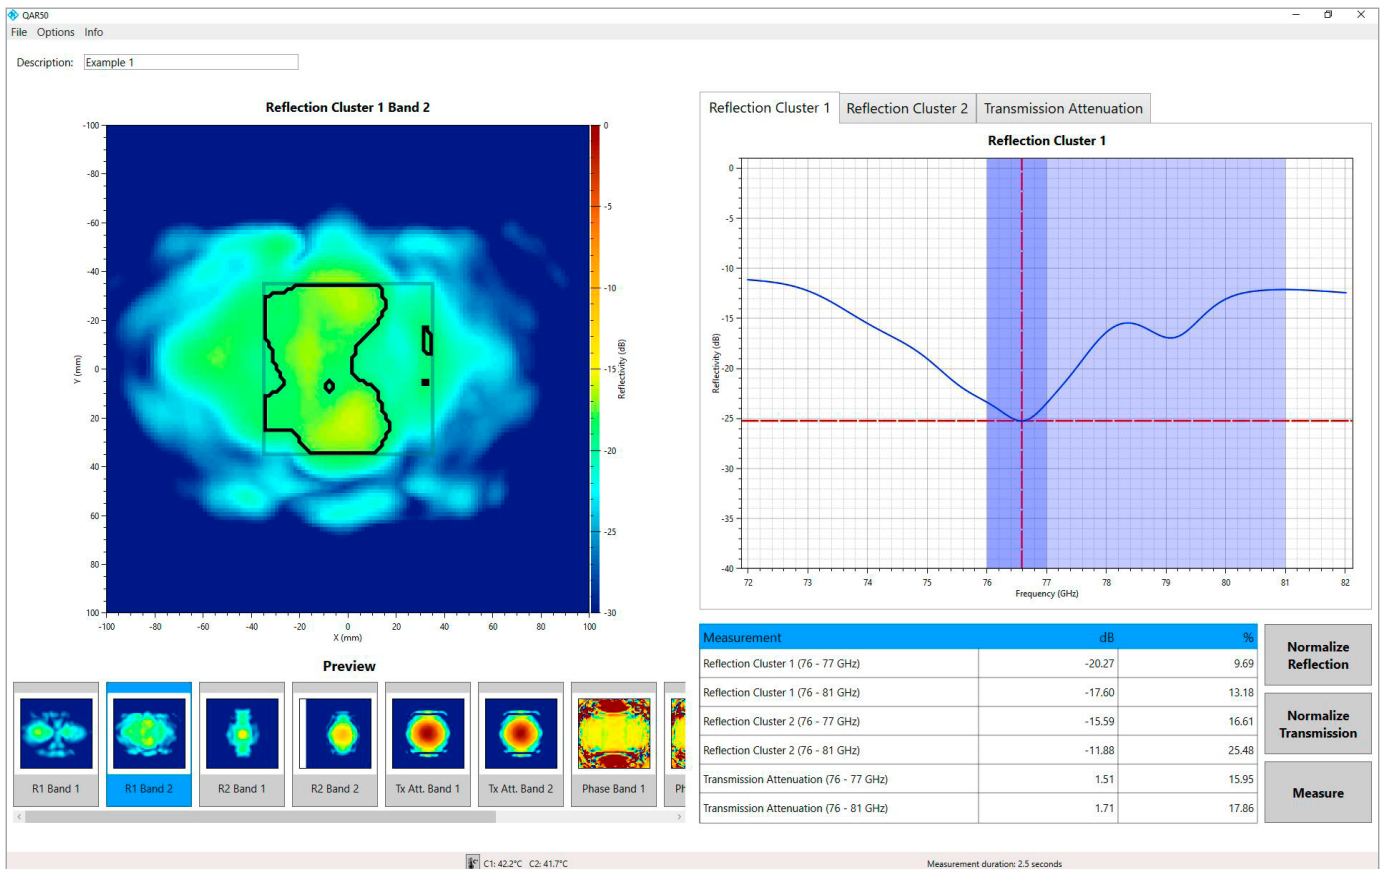 QAR50
File Options Info
Description: Example 1
Reflection Cluster 1 Band 2
-100
-80
-60
-40
-20
0
20
40
60
80
100
Y (mm)
-100 -80 -60 -40 -20 0 20 40 60 80 100
X (mm)
0
-5
-10
-15
-20
-25
-30
Reflectivity (dB)
Preview
R1 Band 1 R1 Band 2 R2 Band 1 R2 Band 2 Tx Att. Band 1 Tx Att. Band 2 Phase Band 1 Ph
Reflection Cluster 1 Reflection Cluster 2 Transmission Attenuation
Reflection Cluster 1
0
-5
-10
-15
-20
-25
-30
-35
-40
Reflectivity (dB)
72 73 74 75 76 77 78 79 80 81 82
Frequency (GHz)
Measurement dB %
Reflection Cluster 1 (76 - 77 GHz) -20.27 9.69
Reflection Cluster 1 (76 - 81 GHz) -17.60 13.18
Reflection Cluster 2 (76 - 77 GHz) -15.59 16.61
Reflection Cluster 2 (76 - 81 GHz) -11.88 25.48
Transmission Attenuation (76 - 77 GHz) 1.51 15.95
Transmission Attenuation (76 - 81 GHz) 1.71 17.86
Normalize
Reflection
Normalize
Transmission
Measure
C1: 42.2°C C2: 41.7°C
Measurement duration: 2.5 seconds